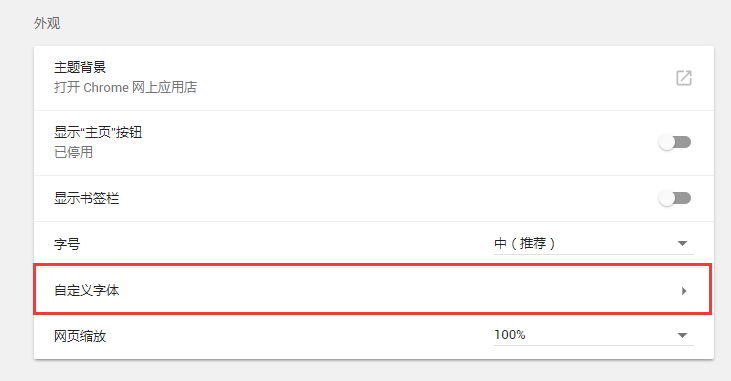 外观
主题背景
打开 Chrome 网上应用店
显示“主页”按钮
已停用
显示书签栏
字号
中（推荐）
自定义字体
网页缩放
100%